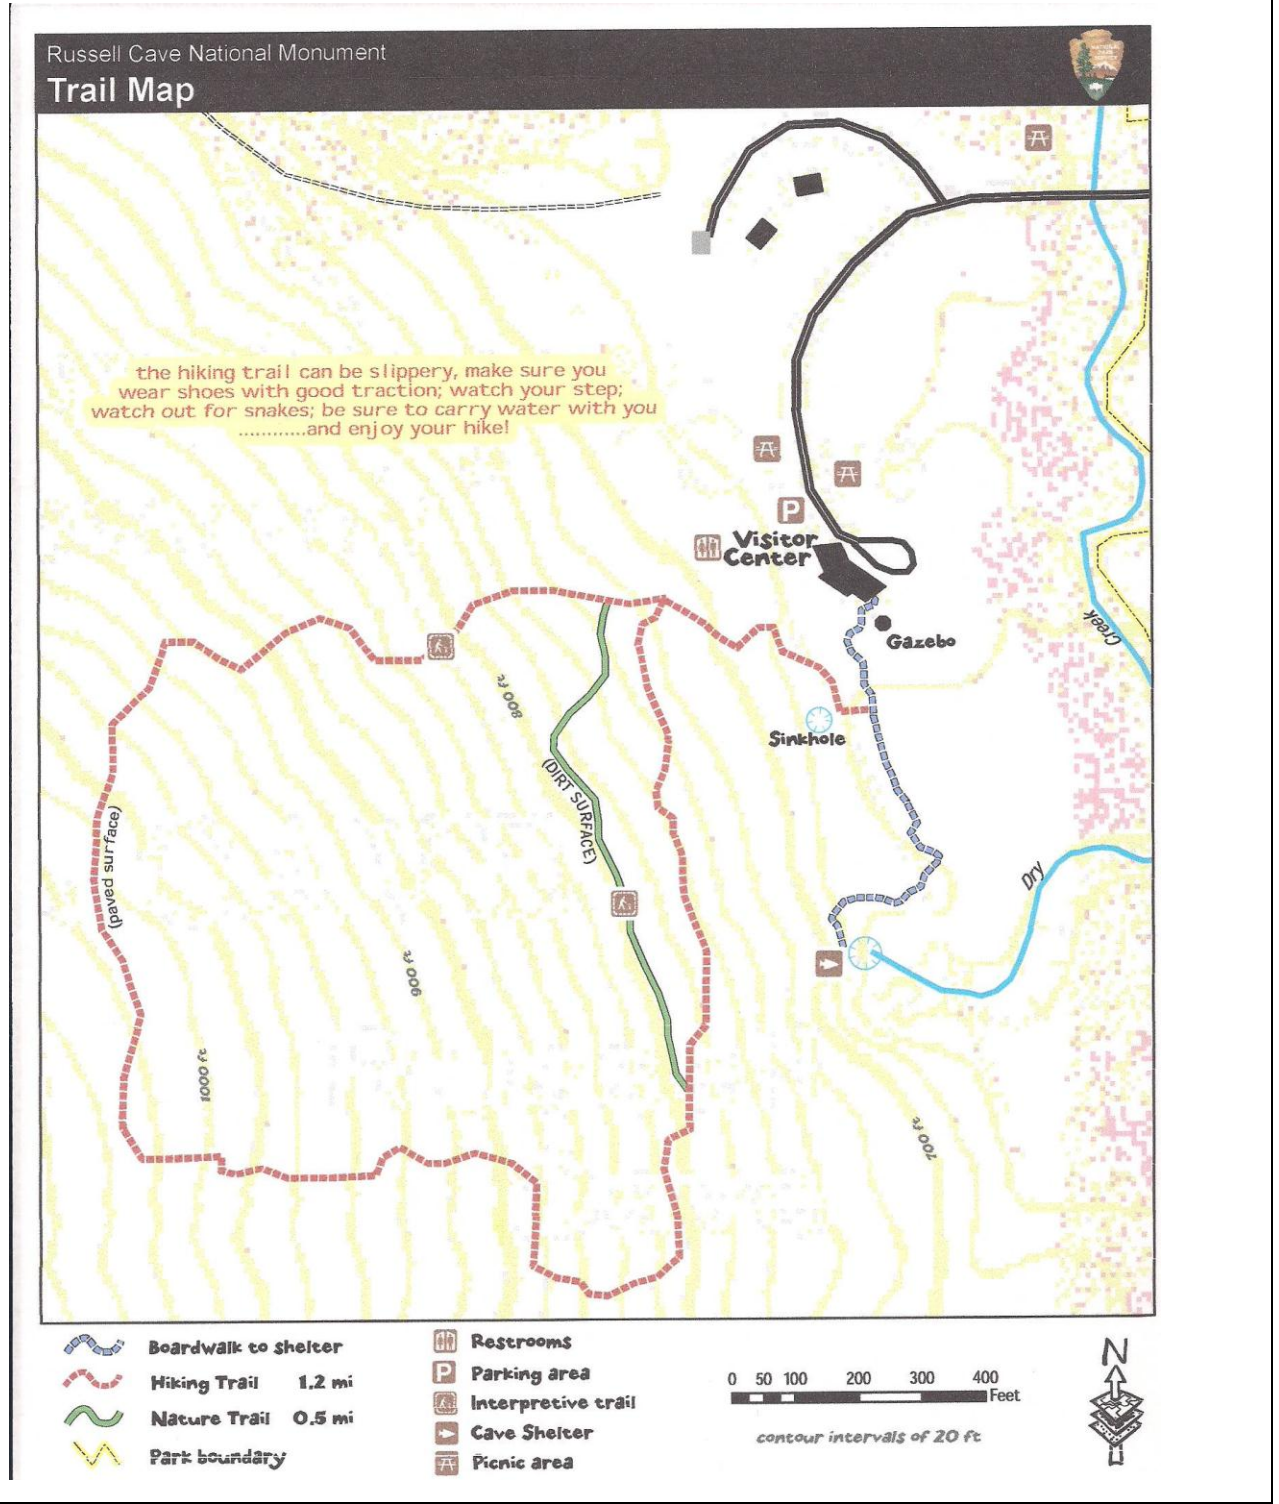 Russell Cave National Monument
Trail Map
NATIONAL
PARK
SERVICE
the hiking trail can be slippery, make sure you
wear shoes with good traction; watch your step;
watch out for snakes; be sure to carry water with you
............and enjoy your hike!
P
Visitor
Center
Gazebo
Creek
800 ft
Sinkhole
(DIRT SURFACE)
(paved surface)
Dry
900 ft
1000 ft
700 ft
Boardwalk to shelter
Hiking Trail 1.2 mi
Nature Trail 0.5 mi
Park boundary
Restrooms
P Parking area
Interpretive trail
Cave Shelter
Picnic area
0 50 100 200 300 400
Feet
contour intervals of 20 ft
N